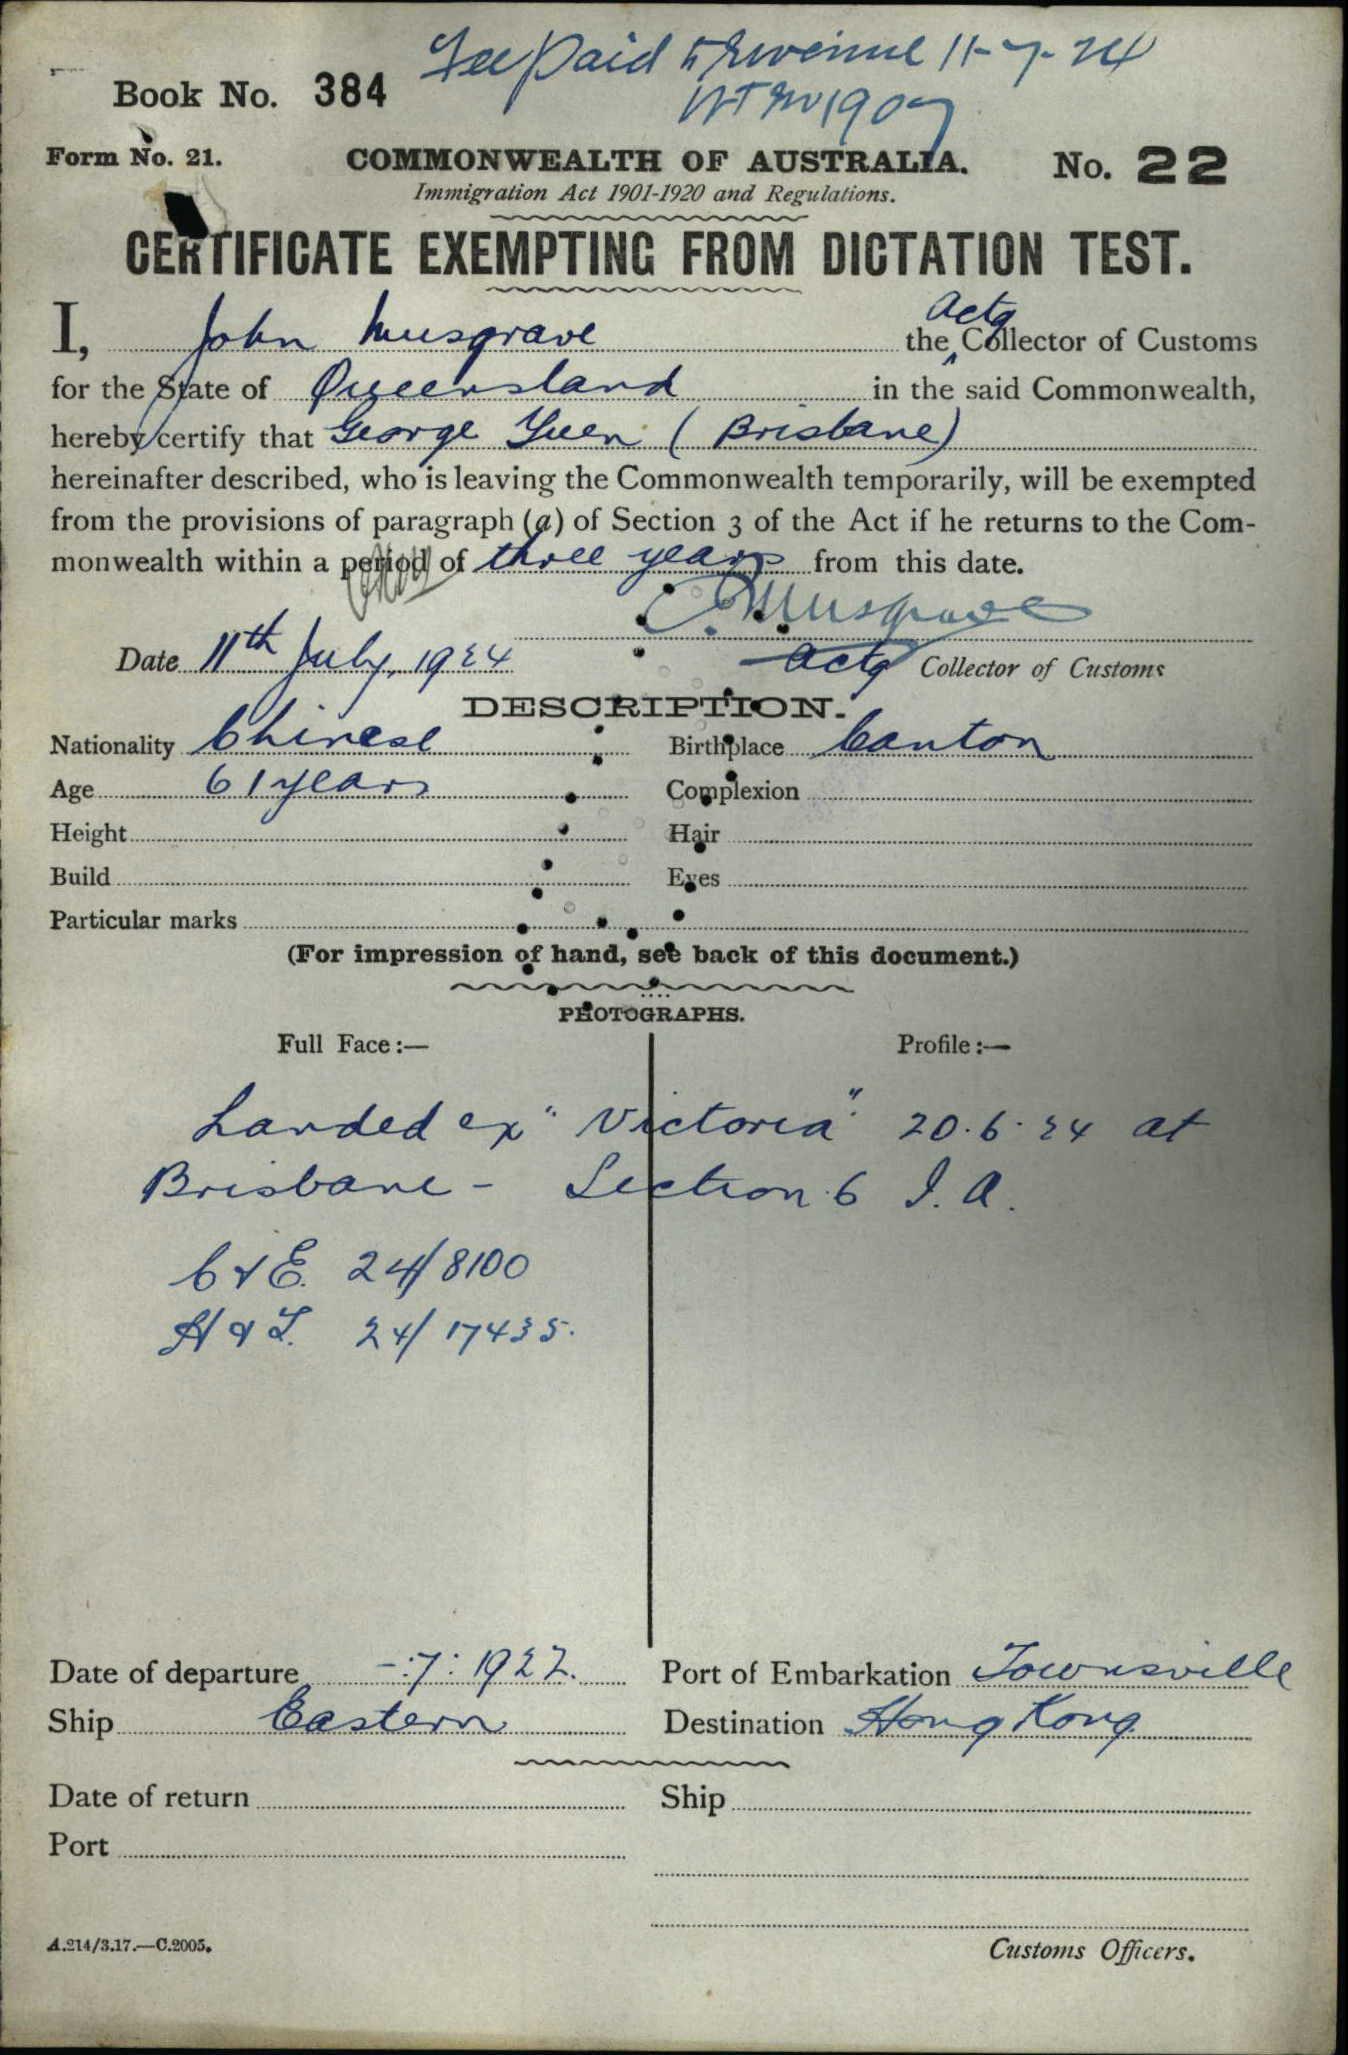 Fee paid to Revenue 11-7-24
Book No. 384
Form No. 21.
COMMONWEALTH OF AUSTRALIA.
No. 22
Immigration Act 1901-1920 and Regulations.
CERTIFICATE EXEMPTING FROM DICTATION TEST.
I, John Musgrave the Actg Collector of Customs
for the State of Queensland in the said Commonwealth,
hereby certify that George Yuen (Brisbane)
hereinafter described, who is leaving the Commonwealth temporarily, will be exempted
from the provisions of paragraph (a) of Section 3 of the Act if he returns to the Com-
monwealth within a period of three years from this date.
Musgrave
Date 11th July, 1924
Actg Collector of Customs
DESCRIPTION.
Nationality Chinese Birthplace Canton
Age 61 years Complexion
Height Hair
Build Eyes
Particular marks
(For impression of hand, see back of this document.)
PHOTOGRAPHS.
Full Face :— Profile :—
Landed ex "Victoria" 20.6.24 at
Brisbane - Section 6 I.A.
C & E. 24/8100
H & T. 24/17435.
Date of departure -:7:1922. Port of Embarkation Townsville
Ship Eastern Destination Hong Kong
Date of return Ship
Port
A.214/3.17.—C.2005.
Customs Officers.